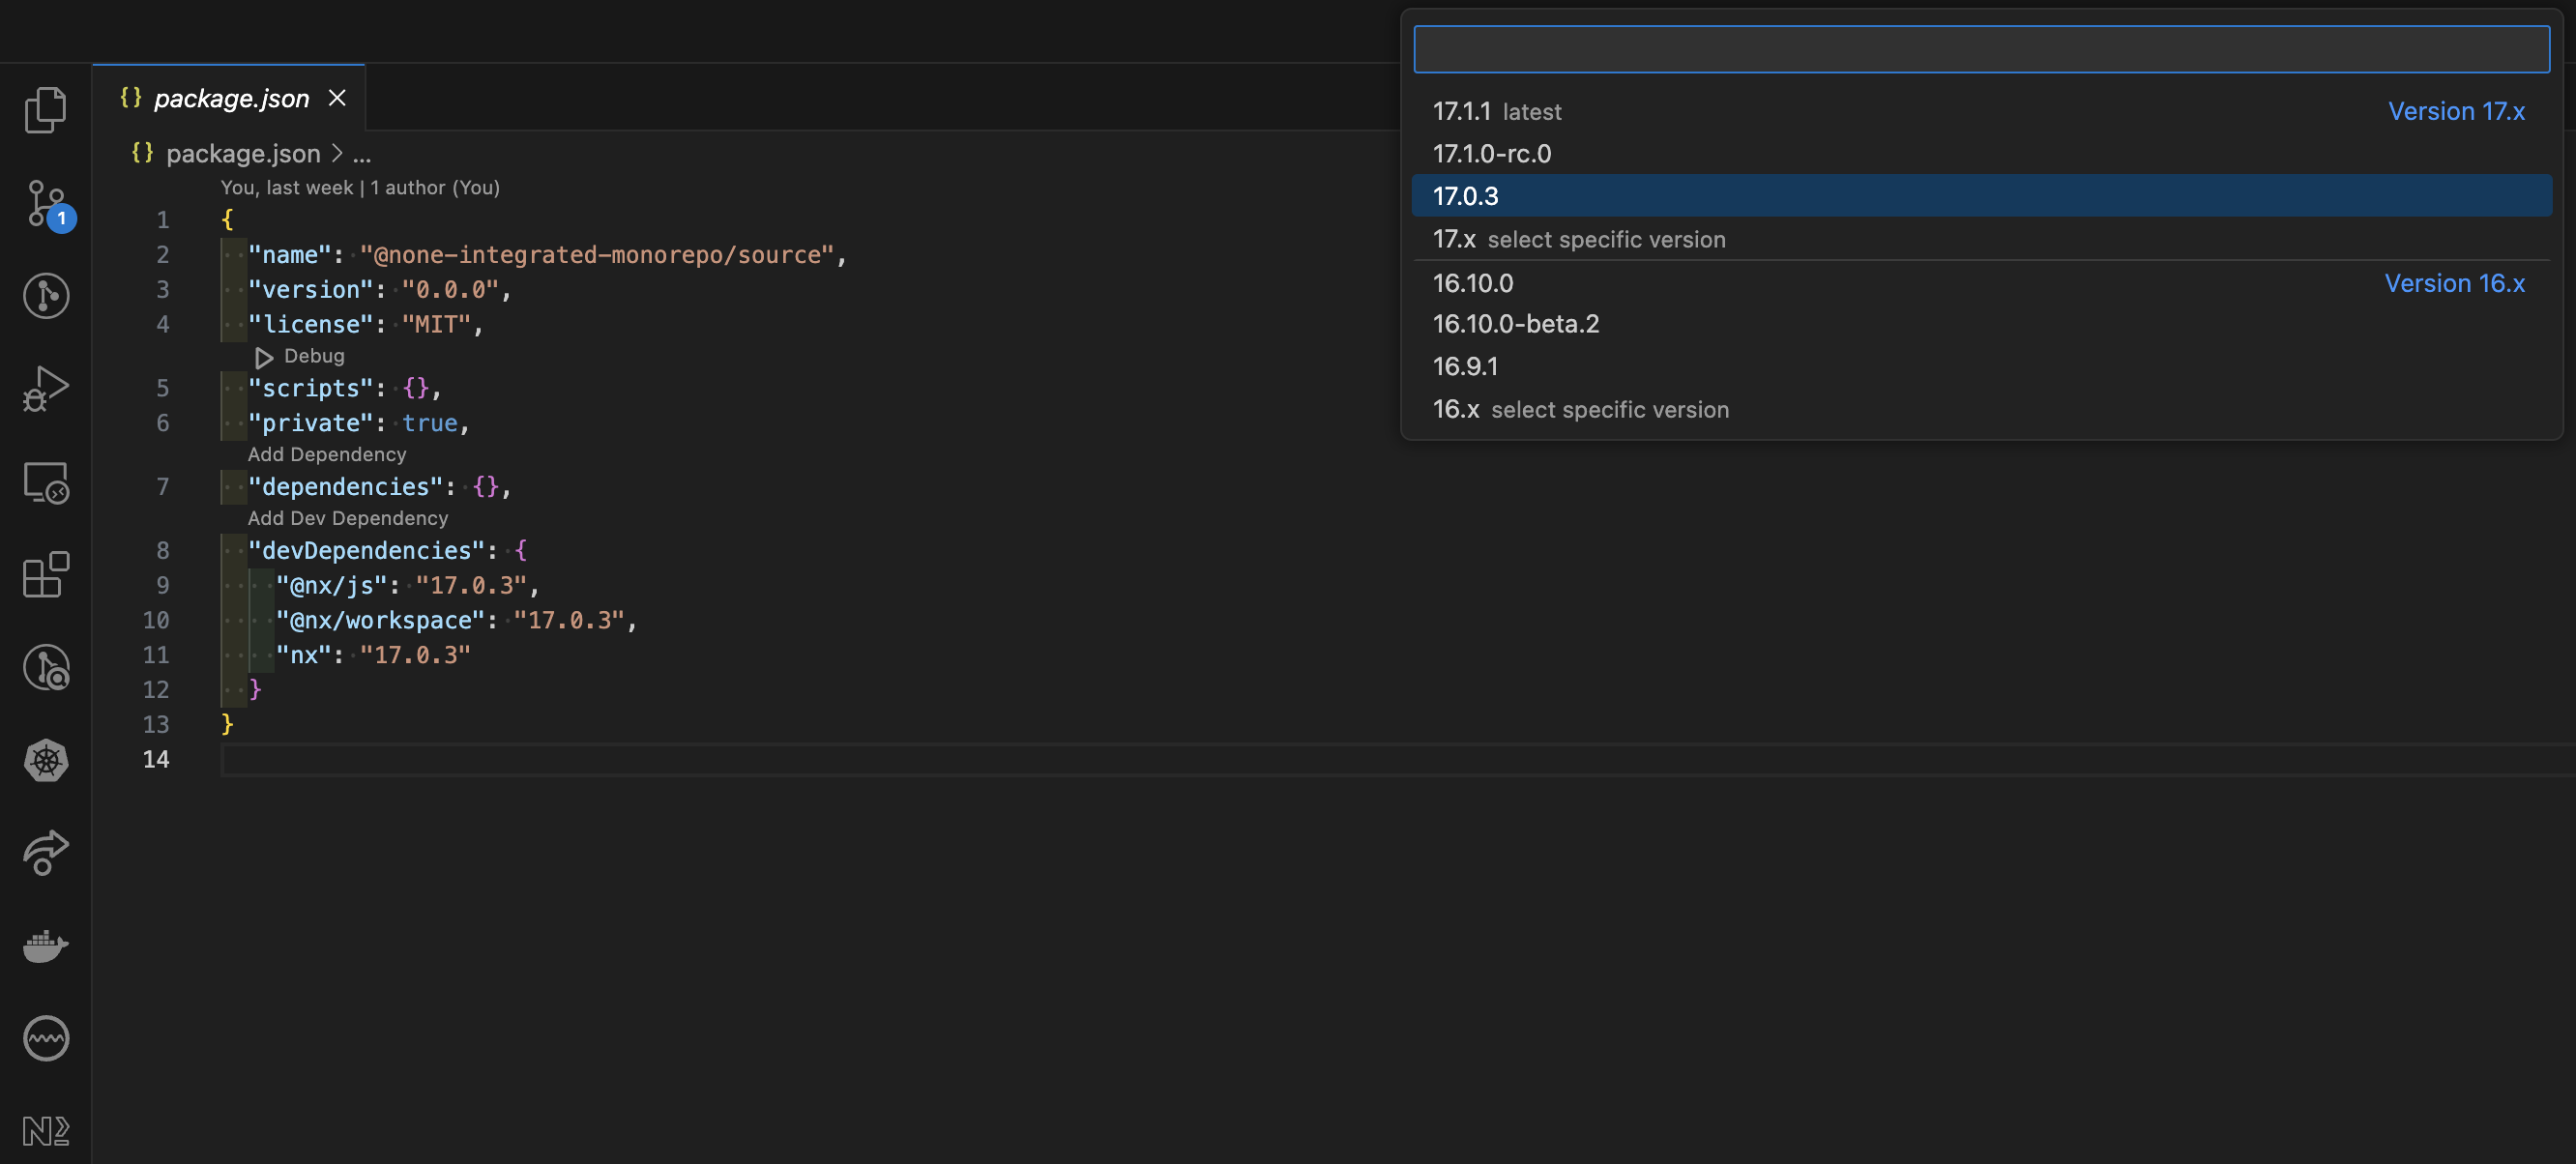 {} package.json
{} package.json > ...
You, last week | 1 author (You)
1 {
2 "name": "@none-integrated-monorepo/source",
3 "version": "0.0.0",
4 "license": "MIT",
Debug
5 "scripts": {},
6 "private": true,
Add Dependency
7 "dependencies": {},
Add Dev Dependency
8 "devDependencies": {
9 "@nx/js": "17.0.3",
10 "@nx/workspace": "17.0.3",
11 "nx": "17.0.3"
12 }
13 }
14
17.1.1 latest Version 17.x
17.1.0-rc.0
17.0.3
17.x select specific version
16.10.0 Version 16.x
16.10.0-beta.2
16.9.1
16.x select specific version
1